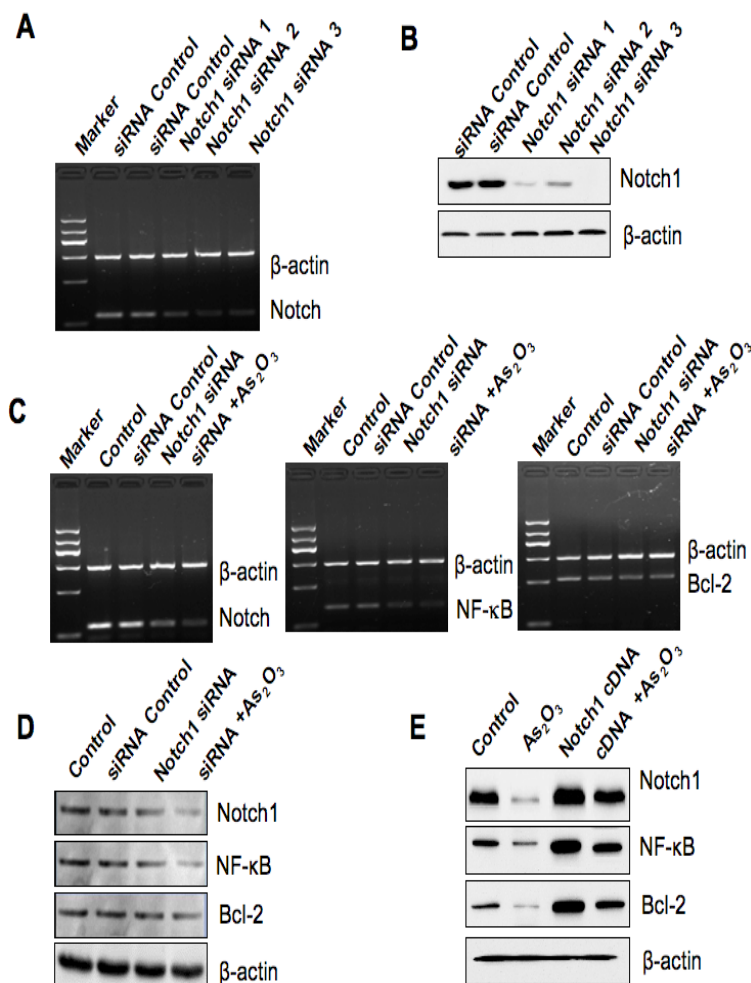 A
Marker
siRNA Control
siRNA Control
Notch1 siRNA 1
Notch1 siRNA 2
Notch1 siRNA 3
β-actin
Notch
B
siRNA Control
siRNA Control
Notch1 siRNA 1
Notch1 siRNA 2
Notch1 siRNA 3
Notch1
β-actin
C
Marker
Control
siRNA Control
Notch1 siRNA
siRNA +As₂O₃
β-actin
Notch
Marker
Control
siRNA Control
Notch1 siRNA
siRNA +As₂O₃
β-actin
NF-κB
Marker
Control
siRNA Control
Notch1 siRNA
siRNA +As₂O₃
β-actin
Bcl-2
D
Control
siRNA Control
Notch1 siRNA
siRNA +As₂O₃
Notch1
NF-κB
Bcl-2
β-actin
E
Control
As₂O₃
Notch1 cDNA
cDNA +As₂O₃
Notch1
NF-κB
Bcl-2
β-actin